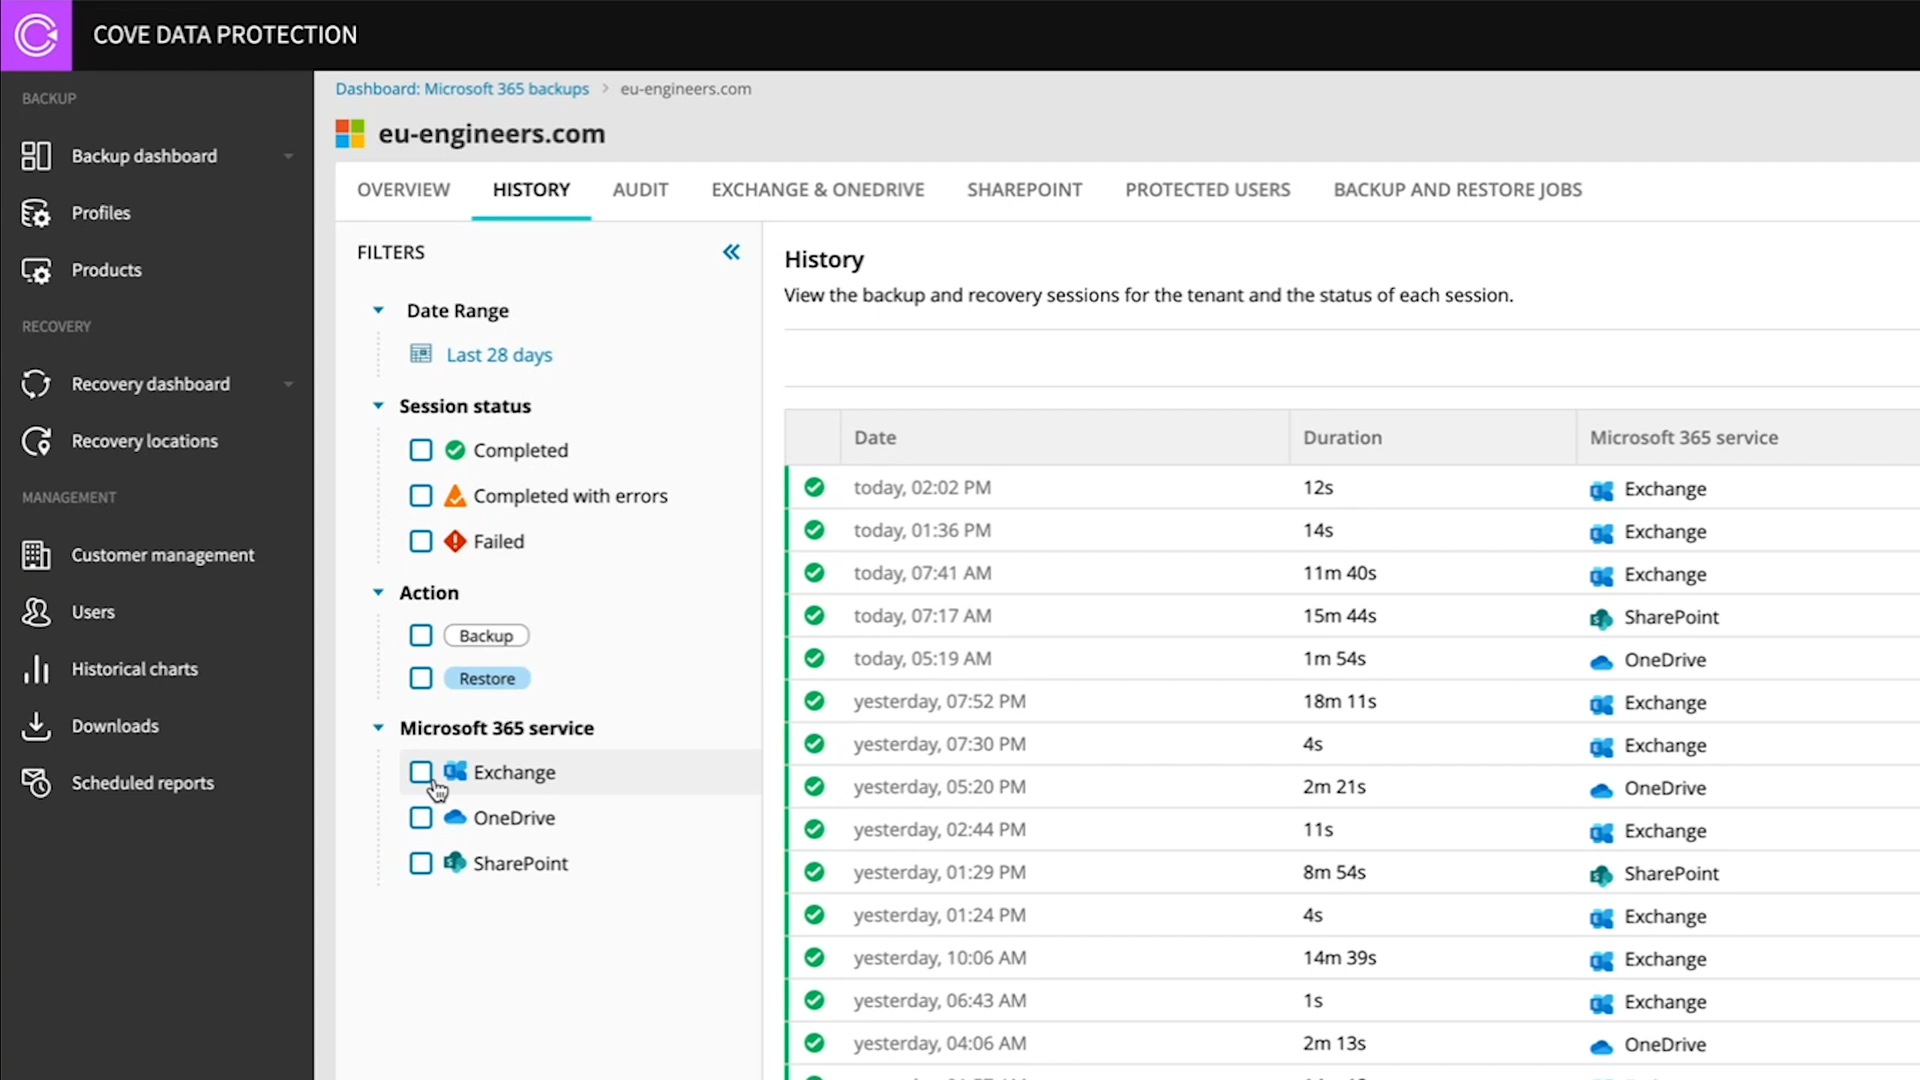 COVE DATA PROTECTION
BACKUP
Backup dashboard
Profiles
Products
RECOVERY
Recovery dashboard
Recovery locations
MANAGEMENT
Customer management
Users
Historical charts
Downloads
Scheduled reports
Dashboard: Microsoft 365 backups > eu-engineers.com
eu-engineers.com
OVERVIEW HISTORY AUDIT EXCHANGE & ONEDRIVE SHAREPOINT PROTECTED USERS BACKUP AND RESTORE JOBS
FILTERS
Date Range
Last 28 days
Session status
Completed
Completed with errors
Failed
Action
Backup
Restore
Microsoft 365 service
Exchange
OneDrive
SharePoint
History
View the backup and recovery sessions for the tenant and the status of each session.
Date Duration Microsoft 365 service
today, 02:02 PM 12s Exchange
today, 01:36 PM 14s Exchange
today, 07:41 AM 11m 40s Exchange
today, 07:17 AM 15m 44s SharePoint
today, 05:19 AM 1m 54s OneDrive
yesterday, 07:52 PM 18m 11s Exchange
yesterday, 07:30 PM 4s Exchange
yesterday, 05:20 PM 2m 21s OneDrive
yesterday, 02:44 PM 11s Exchange
yesterday, 01:29 PM 8m 54s SharePoint
yesterday, 01:24 PM 4s Exchange
yesterday, 10:06 AM 14m 39s Exchange
yesterday, 06:43 AM 1s Exchange
yesterday, 04:06 AM 2m 13s OneDrive